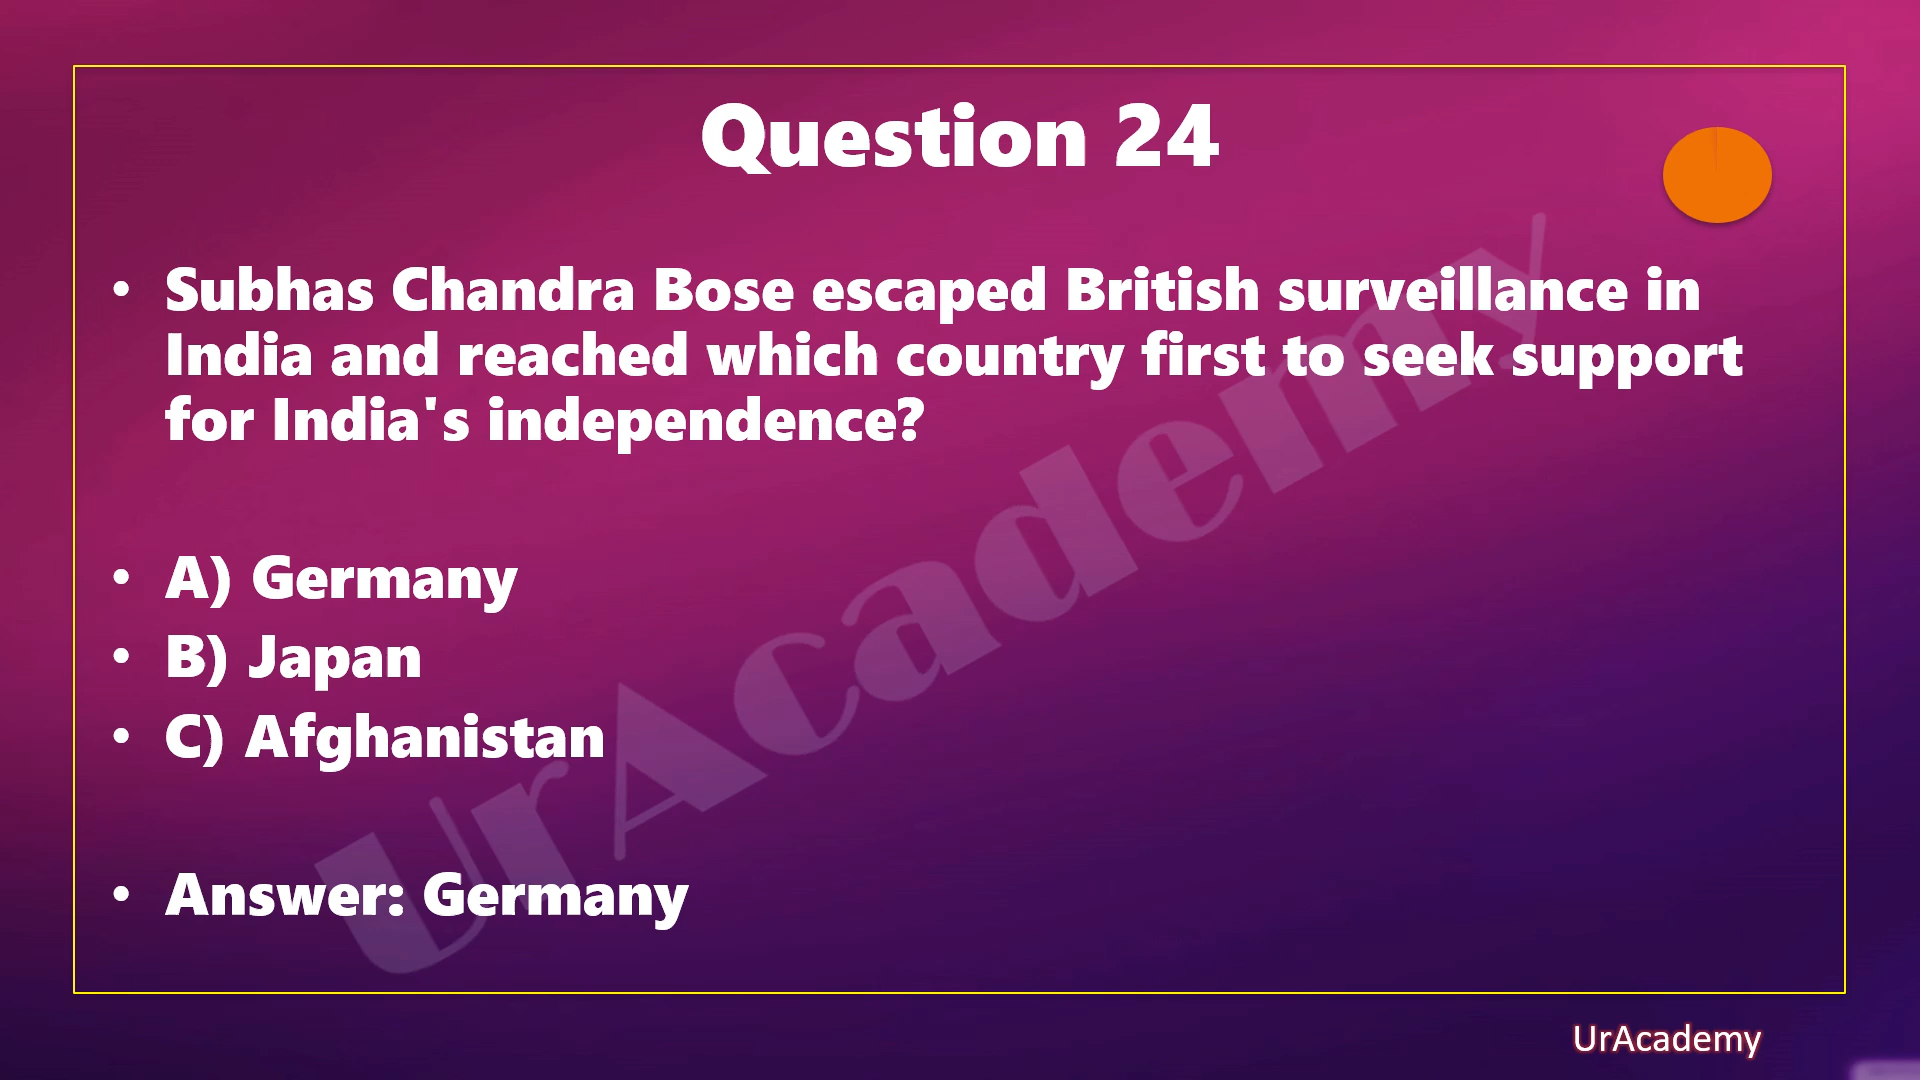 Question 24
• Subhas Chandra Bose escaped British surveillance in
India and reached which country first to seek support
for India's independence?
• A) Germany
• B) Japan
• C) Afghanistan
• Answer: Germany
UrAcademy
UrAcademy